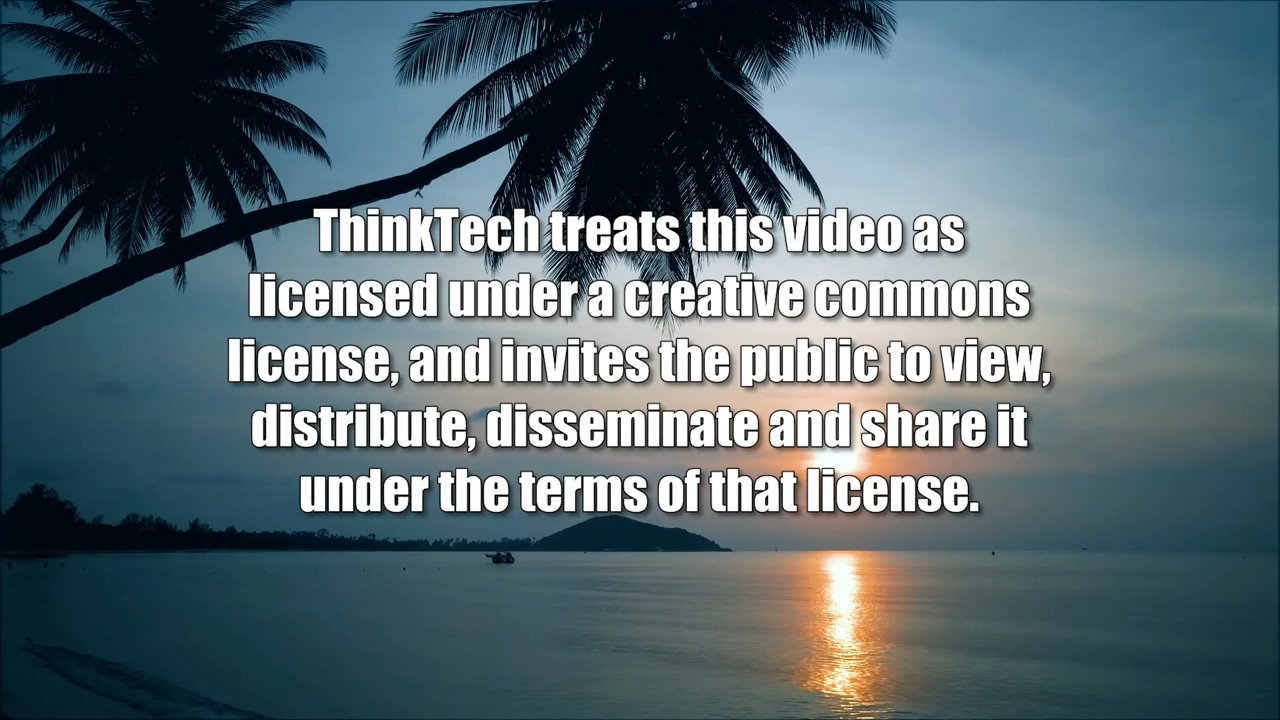 ThinkTech treats this video as
licensed under a creative commons
license, and invites the public to view,
distribute, disseminate and share it
under the terms of that license.